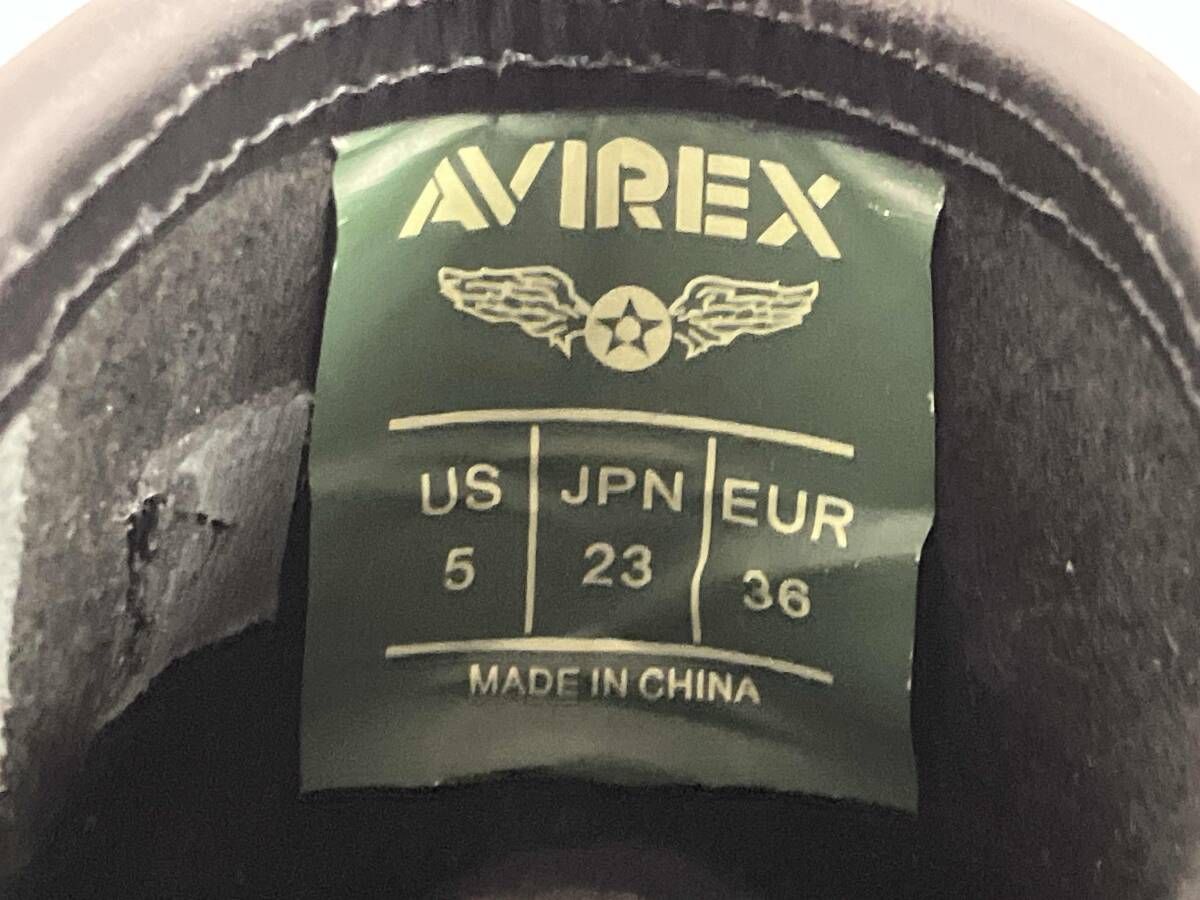 AVIREX
US JPN EUR
5 23 36
MADE IN CHINA